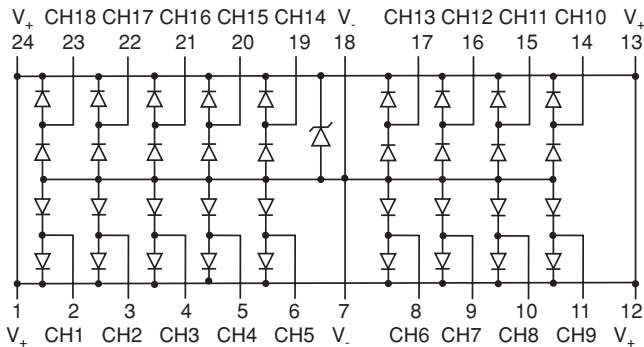 V+ CH18 CH17 CH16 CH15 CH14 V- CH13 CH12 CH11 CH10 V+
24 23 22 21 20 19 18 17 16 15 14 13
1 2 3 4 5 6 7 8 9 10 11 12
V+ CH1 CH2 CH3 CH4 CH5 V- CH6 CH7 CH8 CH9 V+